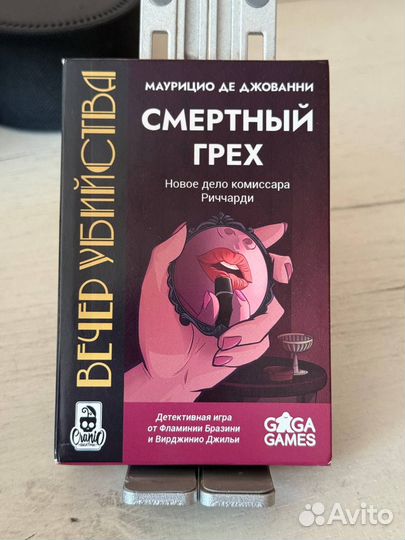 МАУРИЦИО ДЕ ДЖОВАННИ
СМЕРТНЫЙ
ГРЕХ
Новое дело комиссара
Риччарди
ВЕЧЕР УБИЙСТВА
Cranio
CREATIONS
Детективная игра
от Фламинии Бразини
и Вирджинио Джильи
GAGA
GAMES
Avito